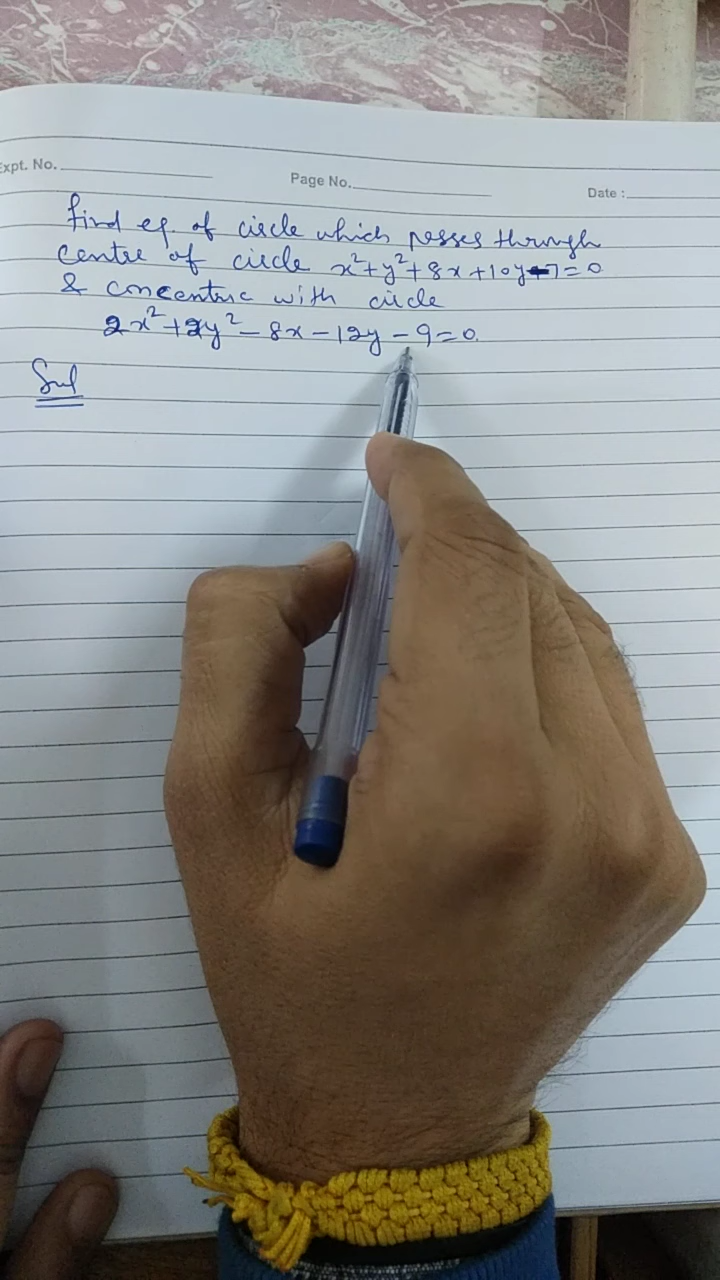 Expt. No.
Page No.
Date :
find eq. of circle which passes through
centre of circle x²+y²+8x+10y-7=0
& concentric with circle
2x²+2y²-8x-12y-9=0.
Sol